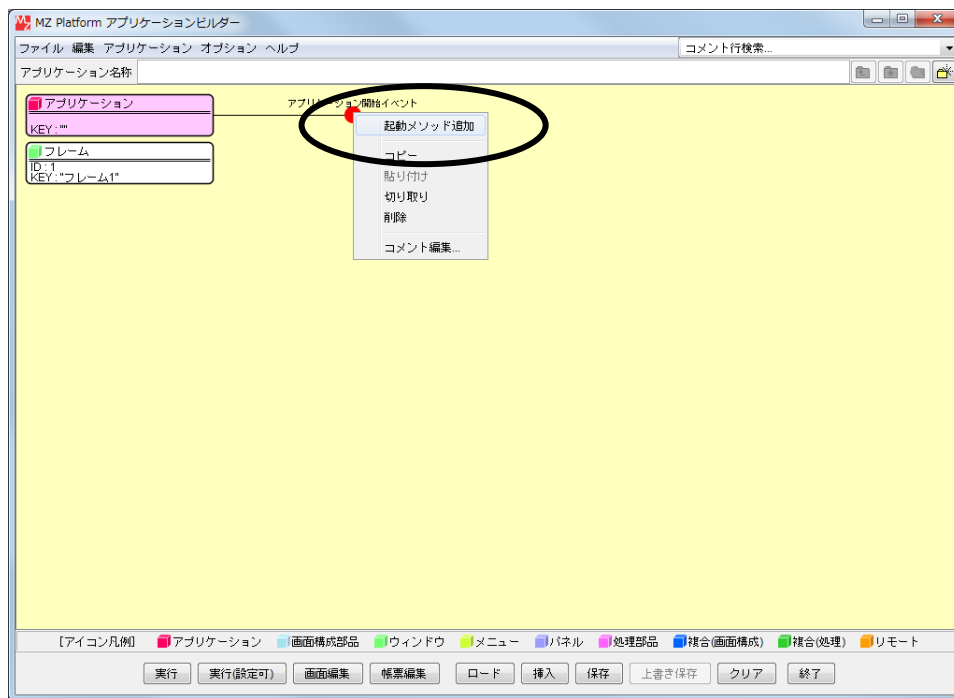 MZ Platform アプリケーションビルダー
ファイル 編集 アプリケーション オプション ヘルプ
コメント行検索...
アプリケーション名称
アプリケーション
アプリケーション開始イベント
KEY:""
起動メソッド追加
フレーム
ID:1
KEY:"フレーム1"
コピー
貼り付け
切り取り
削除
コメント編集...
[アイコン凡例] アプリケーション 画面構成部品 ウィンドウ メニュー パネル 処理部品 複合(画面構成) 複合(処理) リモート
実行 実行(設定可) 画面編集 帳票編集 ロード 挿入 保存 上書き保存 クリア 終了